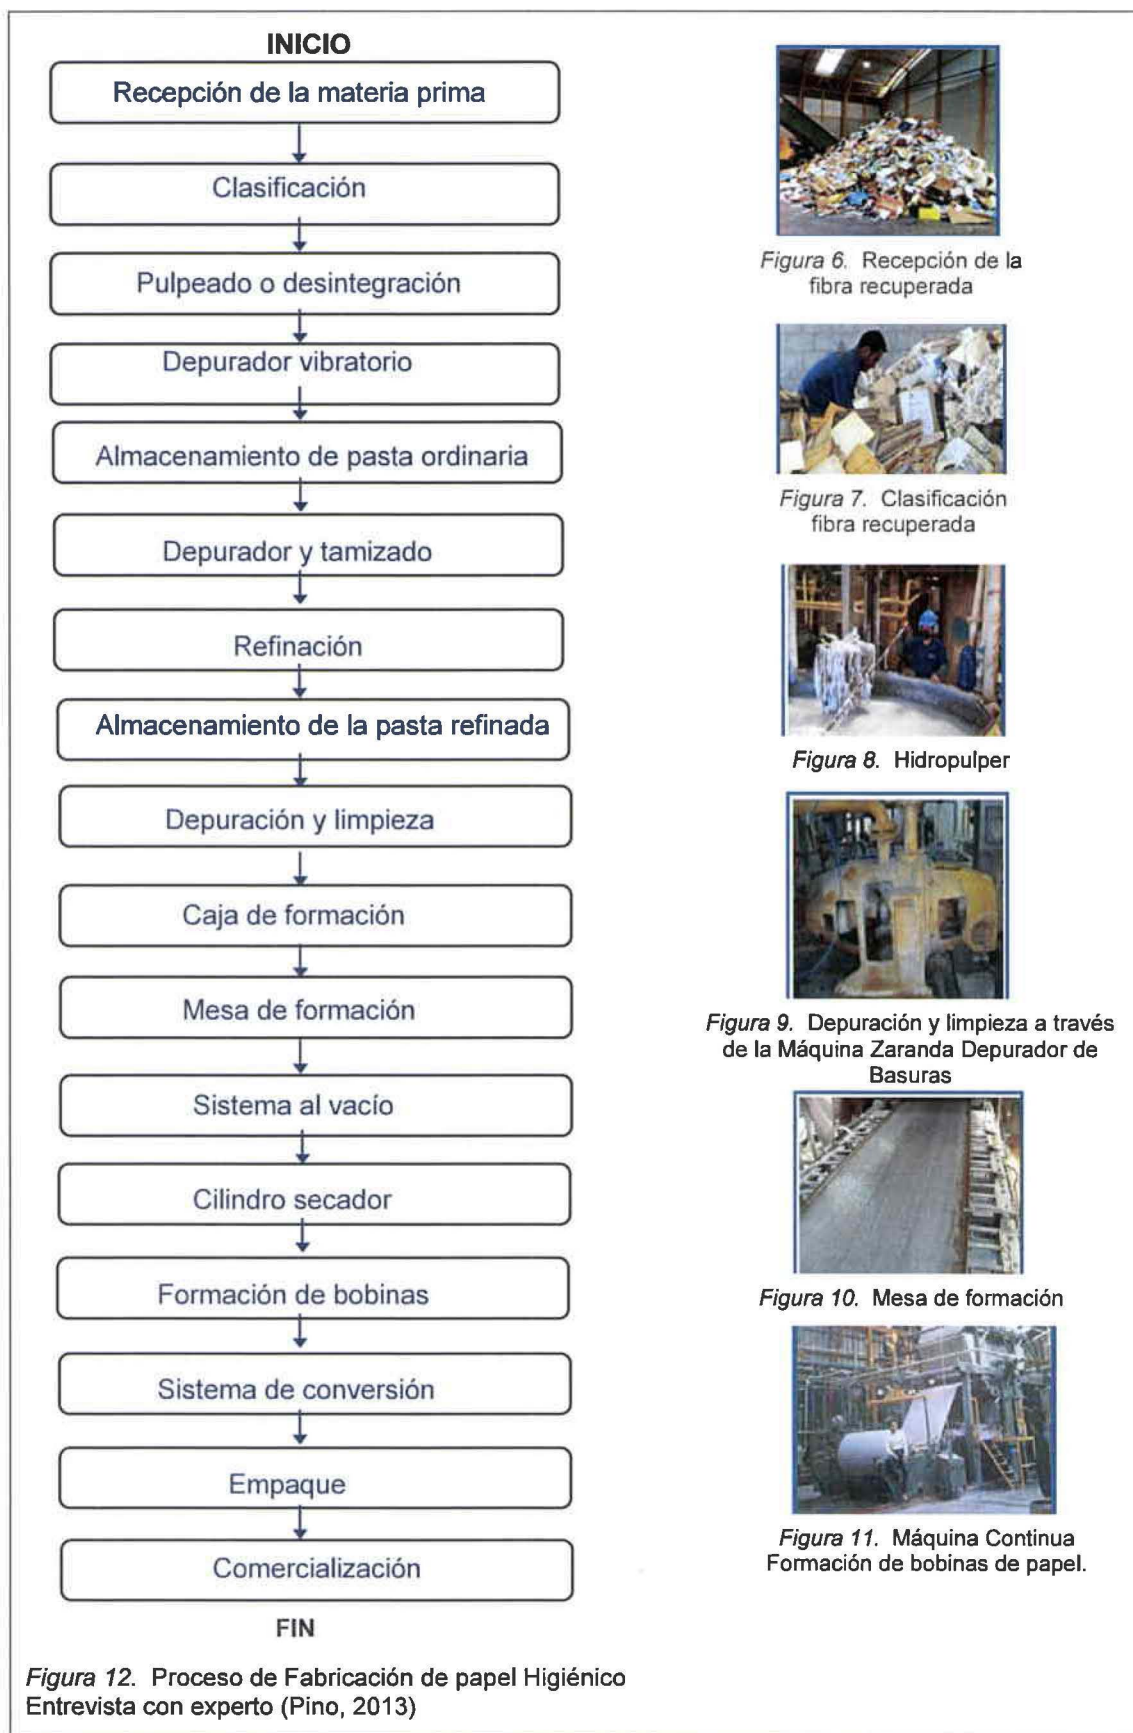 INICIO
Recepción de la materia prima
Clasificación
Pulpeado o desintegración
Depurador vibratorio
Almacenamiento de pasta ordinaria
Depurador y tamizado
Refinación
Almacenamiento de la pasta refinada
Depuración y limpieza
Caja de formación
Mesa de formación
Sistema al vacío
Cilindro secador
Formación de bobinas
Sistema de conversión
Empaque
Comercialización
FIN
Figura 12. Proceso de Fabricación de papel Higiénico
Entrevista con experto (Pino, 2013)
Figura 6. Recepción de la
fibra recuperada
Figura 7. Clasificación
fibra recuperada
Figura 8. Hidropulper
Figura 9. Depuración y limpieza a través
de la Máquina Zaranda Depurador de
Basuras
Figura 10. Mesa de formación
Figura 11. Máquina Continua
Formación de bobinas de papel.